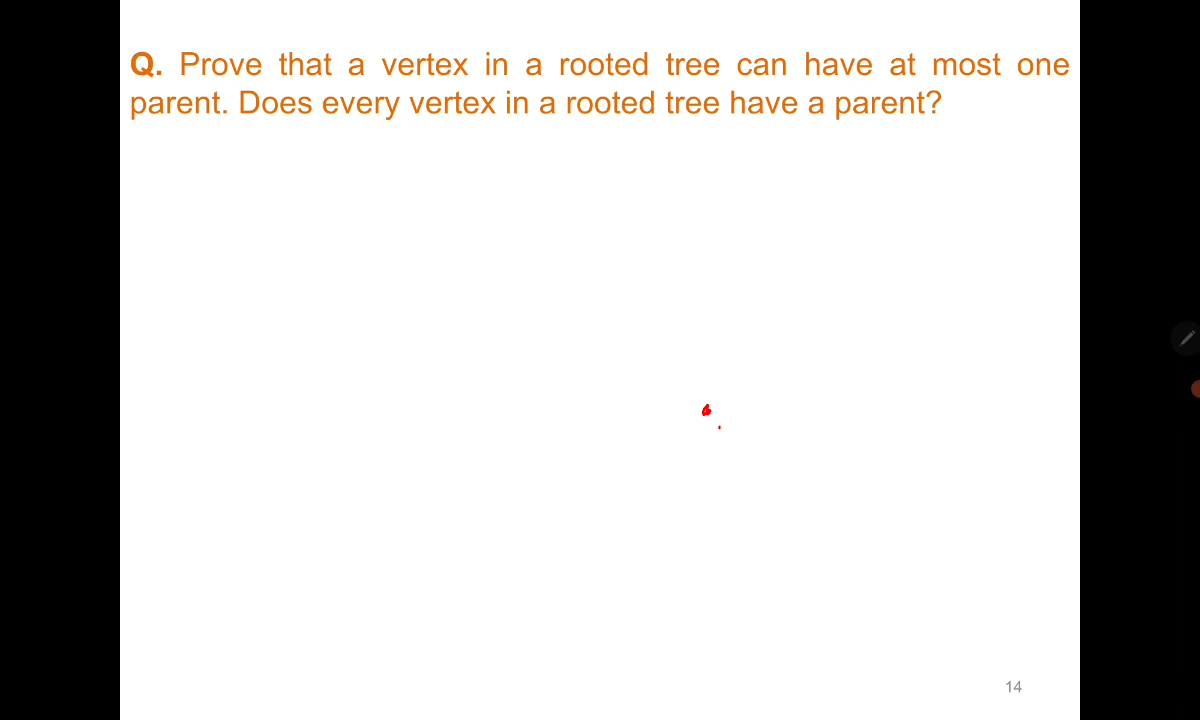 Q. Prove that a vertex in a rooted tree can have at most one
parent. Does every vertex in a rooted tree have a parent?
14